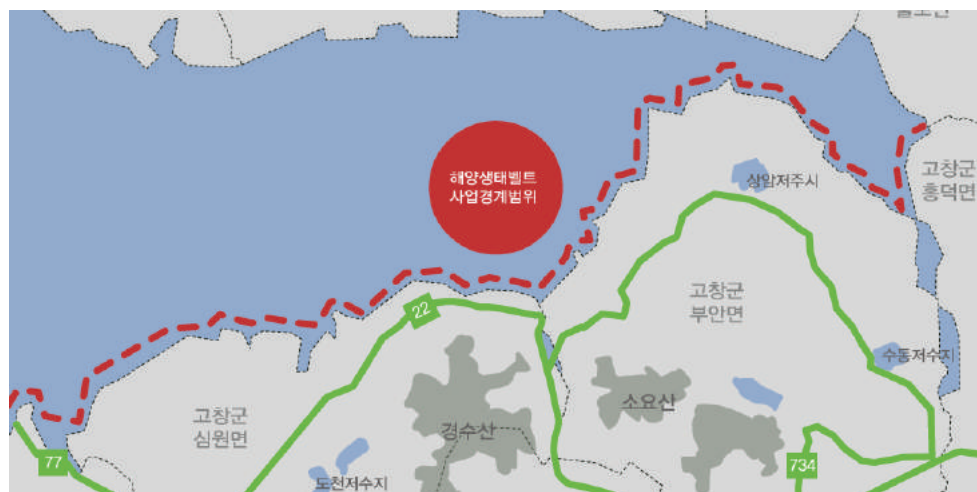 해양생태벨트
사업경계범위
상암저주시
고창군
흥덕면
고창군
부안면
22
수동저수지
소요산
고창군
심원면
경수산
77
734
도천저수지